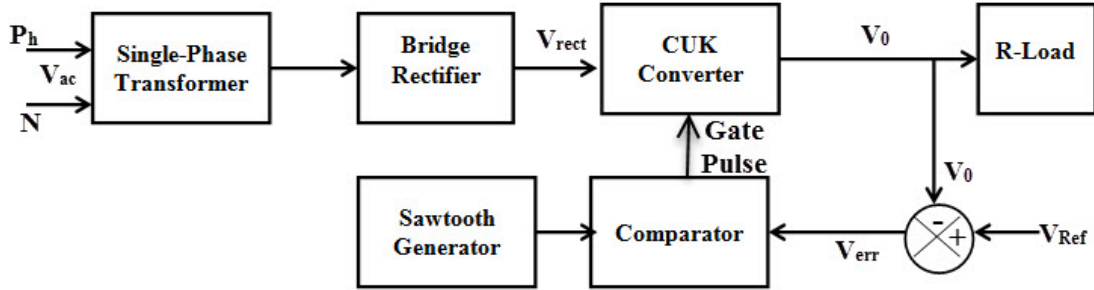 Ph
Vac
N
Single-Phase
Transformer
Bridge
Rectifier
Vrect
CUK
Converter
V0
R-Load
Gate
Pulse
V0
Sawtooth
Generator
Comparator
Verr
-
+
VRef